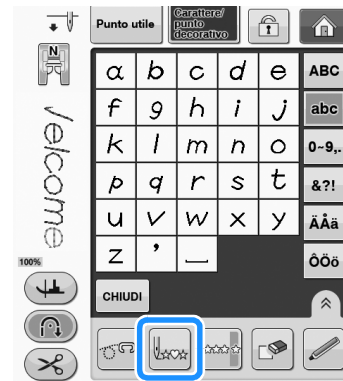 Punto utile
Carattere/
punto
decorativo
N
Welcome
100%
a b c d e ABC
f g h i j abc
k l m n o 0~9,.
p q r s t &?!
u v w x y ÄÅä
z ’ _ ÔÖö
CHIUDI